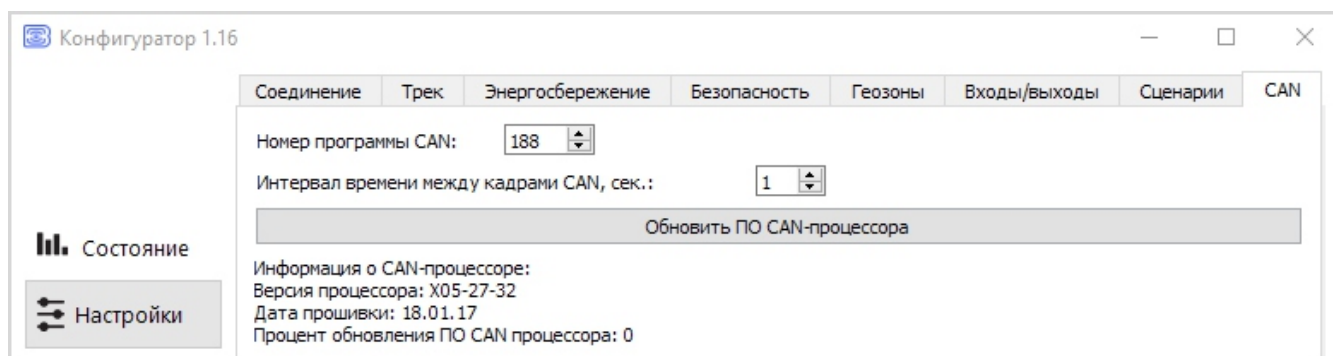 Конфигуратор 1.16
Соединение Трек Энергосбережение Безопасность Геозоны Входы/выходы Сценарии CAN
Номер программы CAN: 188
Интервал времени между кадрами CAN, сек.: 1
Обновить ПО CAN-процессора
Состояние
Информация о CAN-процессоре:
Версия процессора: X05-27-32
Настройки
Дата прошивки: 18.01.17
Процент обновления ПО CAN процессора: 0